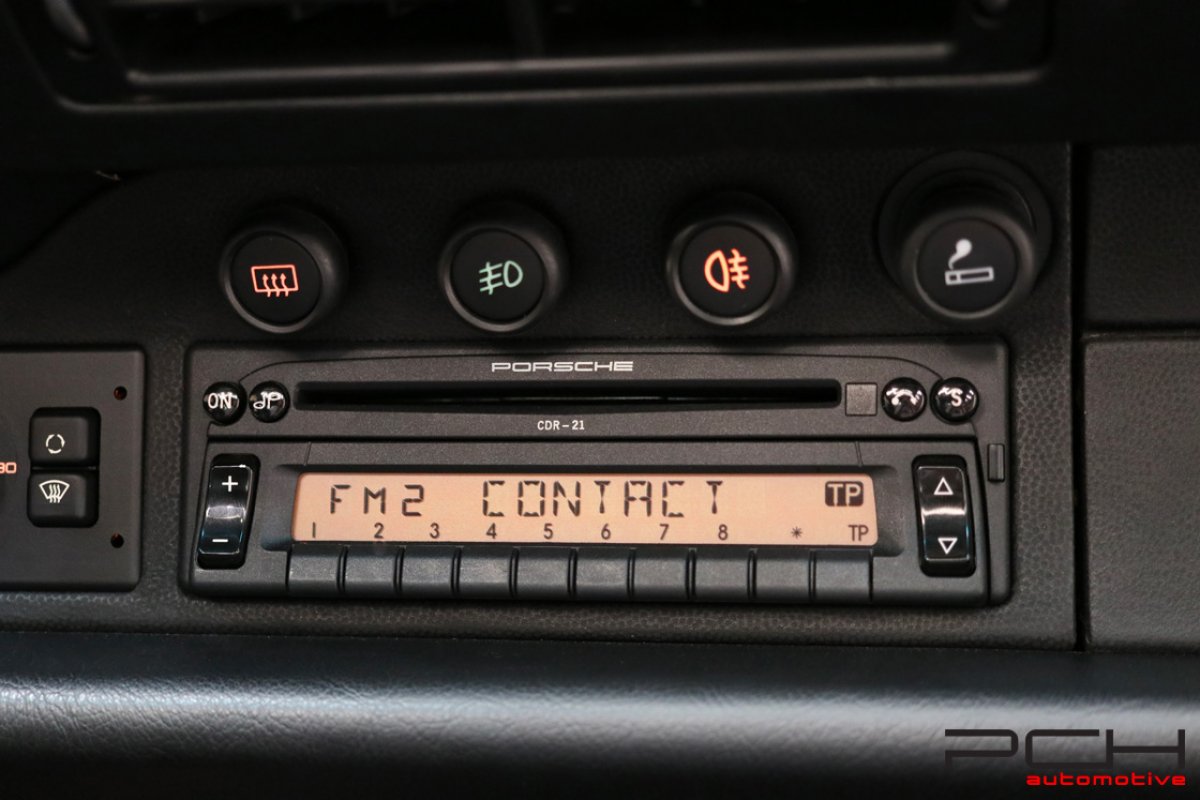 PORSCHE
ON
S
CDR-21
+
FM2 CONTACT TP
1 2 3 4 5 6 7 8 * TP
−
PCH
automotive